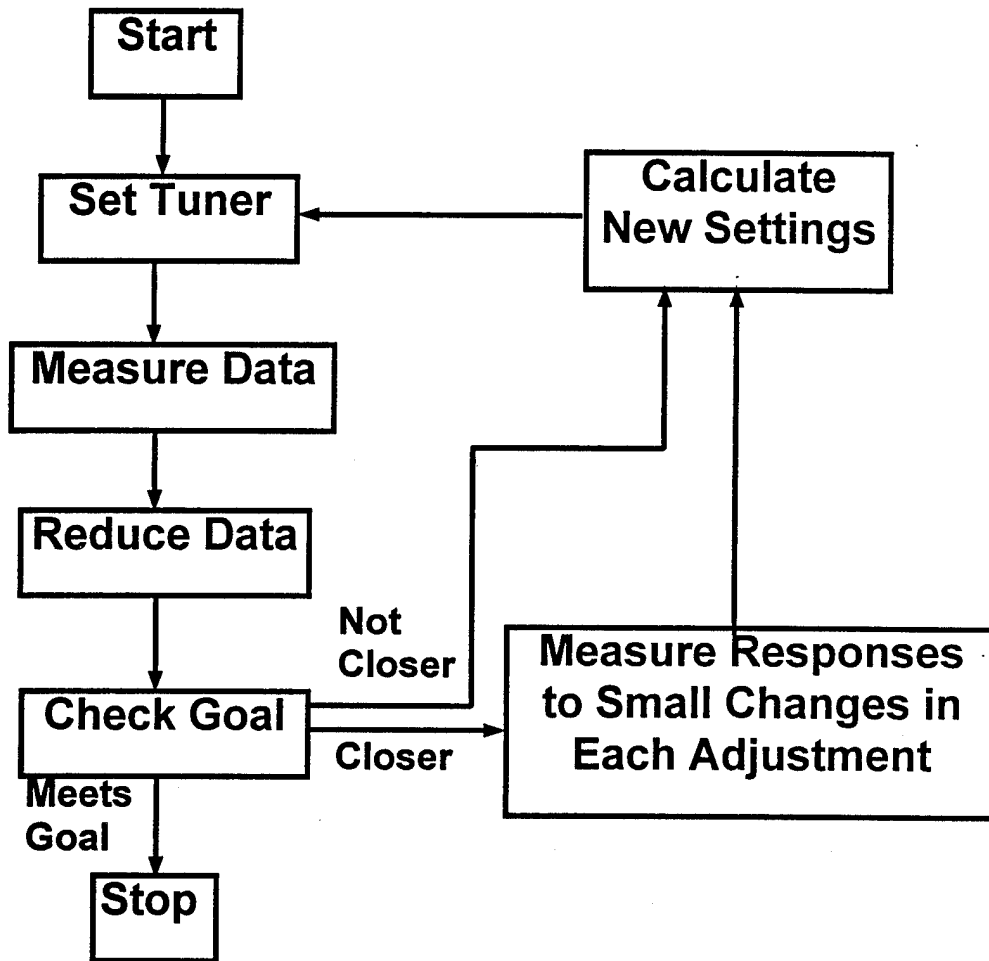 Start
Set Tuner
Measure Data
Reduce Data
Check Goal
Meets
Goal
Stop
Not
Closer
Closer
Measure Responses
to Small Changes in
Each Adjustment
Calculate
New Settings